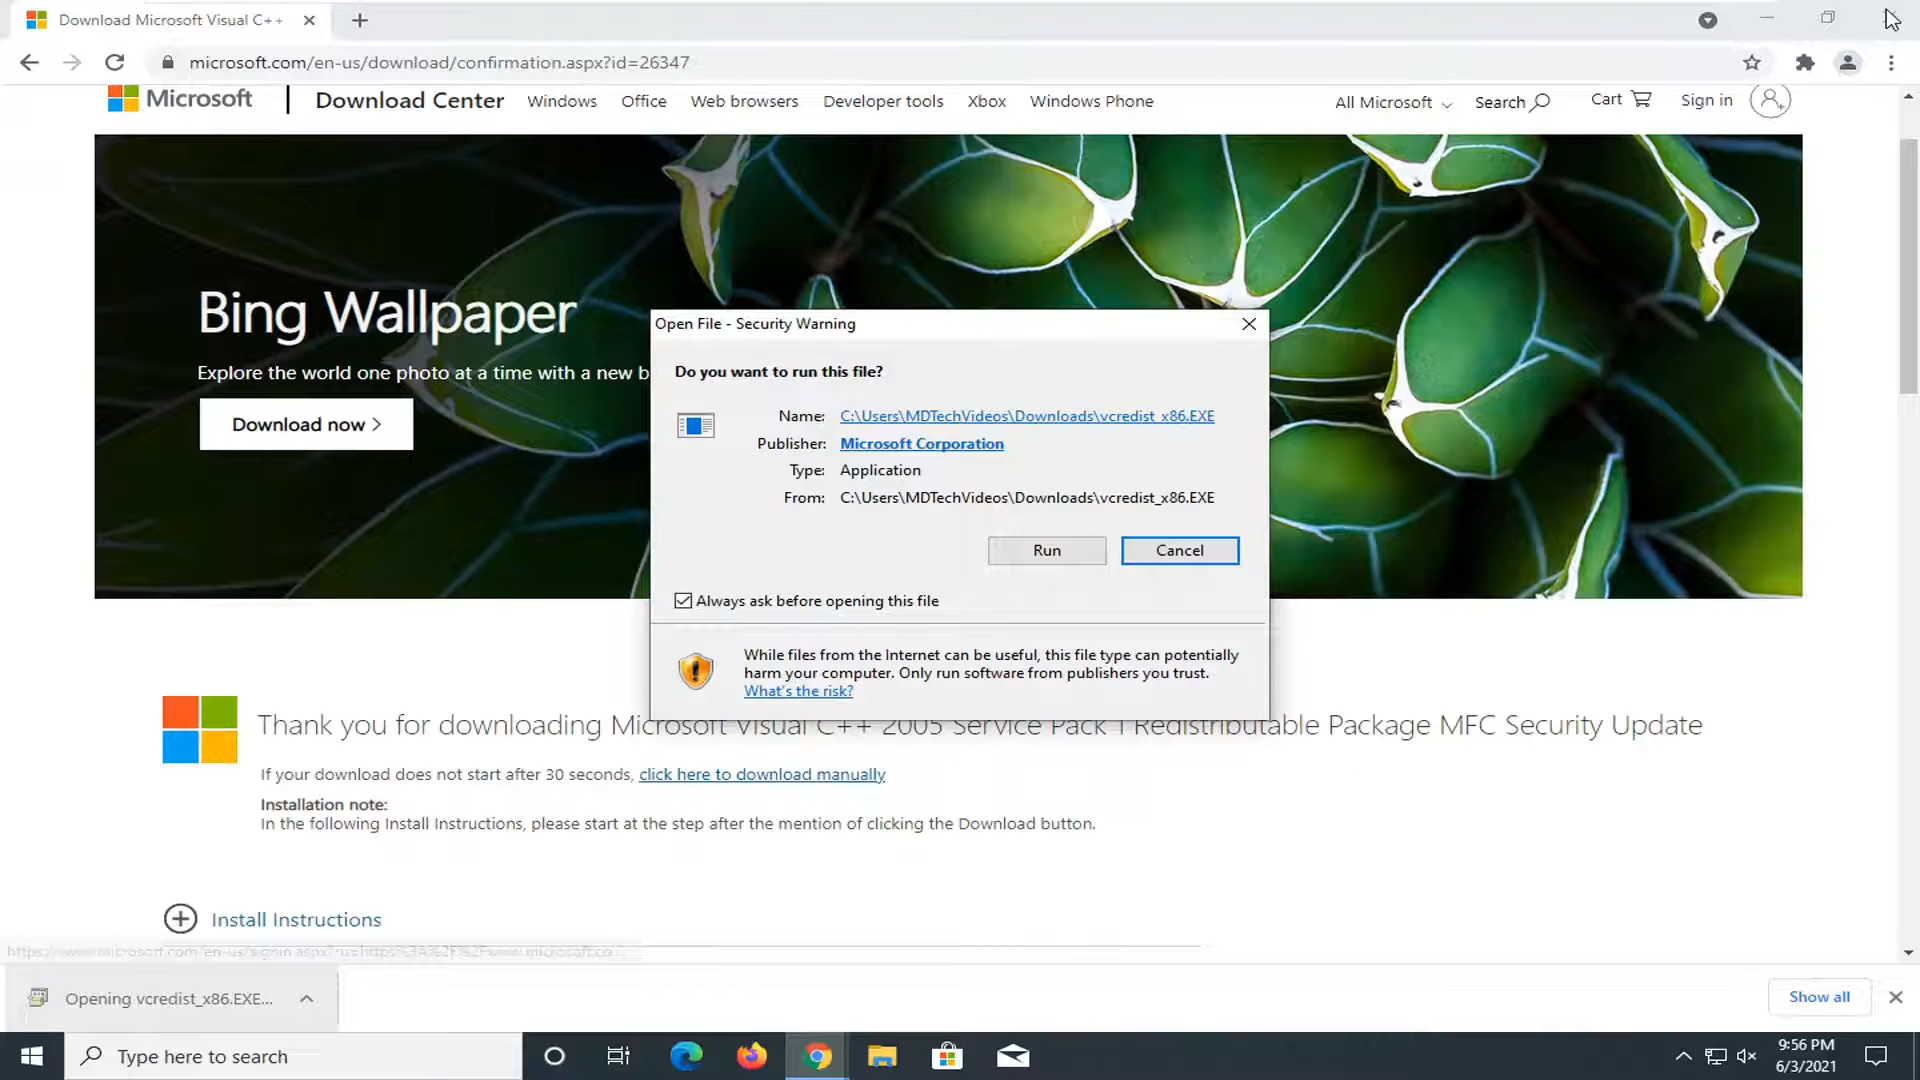 Download Microsoft Visual C++
microsoft.com/en-us/download/confirmation.aspx?id=26347
Microsoft
Download Center
Windows
Office
Web browsers
Developer tools
Xbox
Windows Phone
All Microsoft
Search
Cart
Sign in
Bing Wallpaper
Explore the world one photo at a time with a new b
Download now >
Open File - Security Warning
Do you want to run this file?
Name: C:\Users\MDTechVideos\Downloads\vcredist_x86.EXE
Publisher: Microsoft Corporation
Type: Application
From: C:\Users\MDTechVideos\Downloads\vcredist_x86.EXE
Run
Cancel
Always ask before opening this file
While files from the Internet can be useful, this file type can potentially
harm your computer. Only run software from publishers you trust.
What's the risk?
Thank you for downloading Microsoft Visual C++ 2005 Service Pack 1 Redistributable Package MFC Security Update
If your download does not start after 30 seconds, click here to download manually
Installation note:
In the following Install Instructions, please start at the step after the mention of clicking the Download button.
Install Instructions
Opening vcredist_x86.EXE...
Show all
Type here to search
9:56 PM
6/3/2021